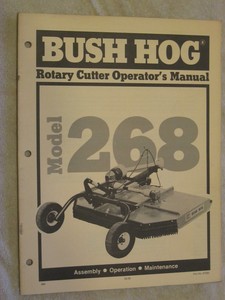 BUSH HOG®
Rotary Cutter Operator's Manual
Model
268
Assembly • Operation • Maintenance